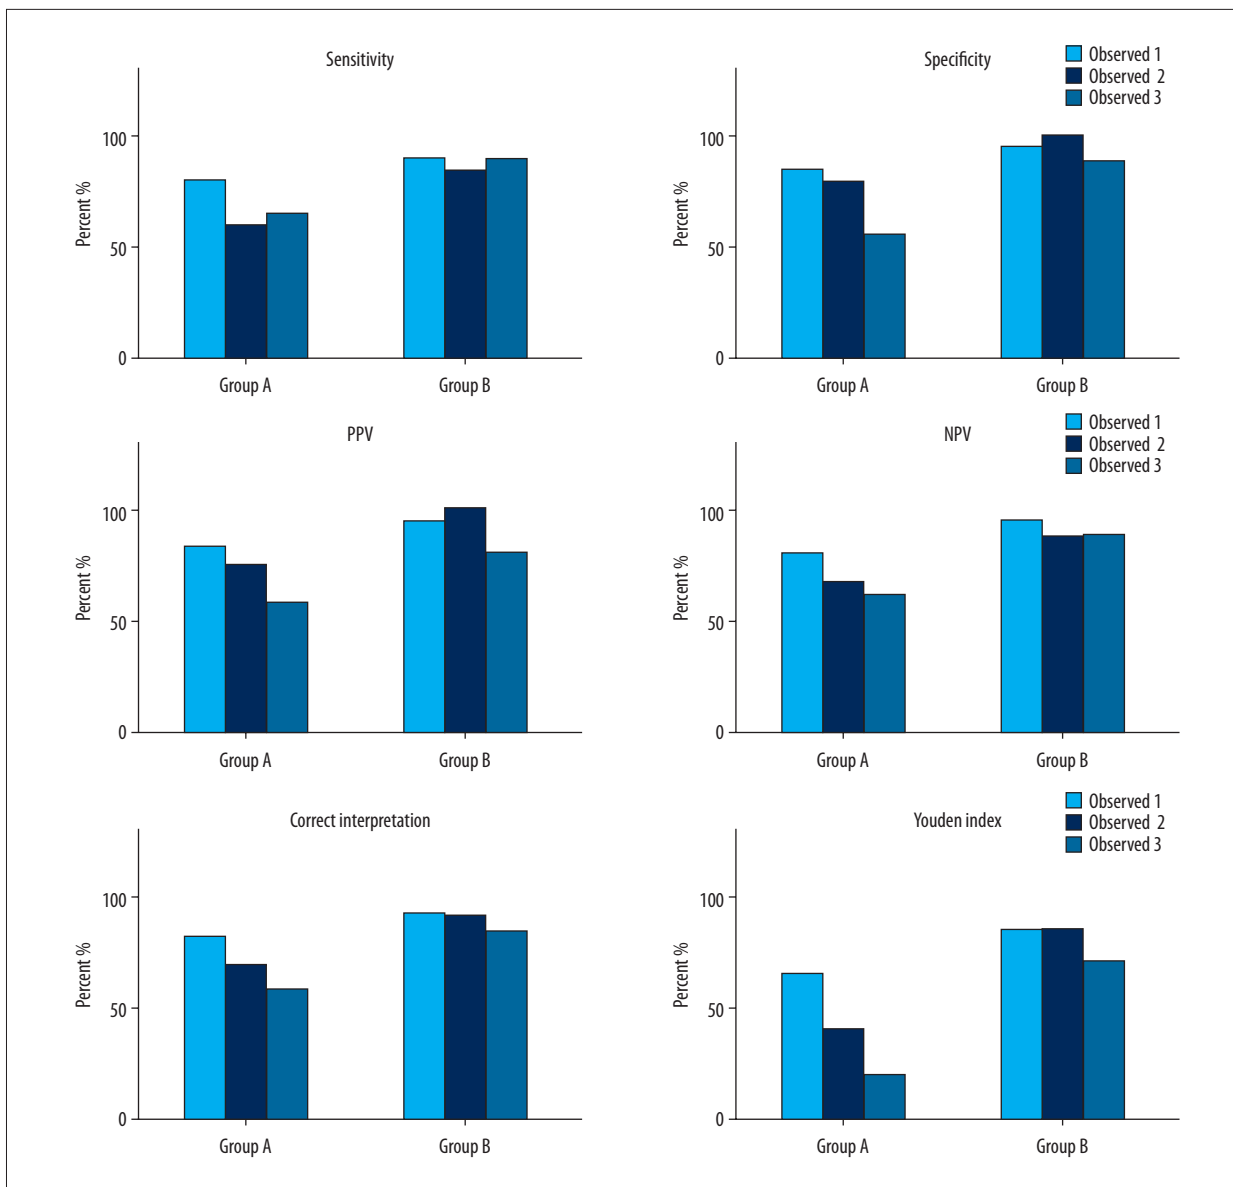 Sensitivity
Percent %
100
50
0
Group A
Group B
Specificity
Observed 1
Observed 2
Observed 3
Percent %
100
50
0
Group A
Group B
PPV
Percent %
100
50
0
Group A
Group B
NPV
Observed 1
Observed 2
Observed 3
Percent %
100
50
0
Group A
Group B
Correct interpretation
Percent %
100
50
0
Group A
Group B
Youden index
Observed 1
Observed 2
Observed 3
Percent %
100
50
0
Group A
Group B